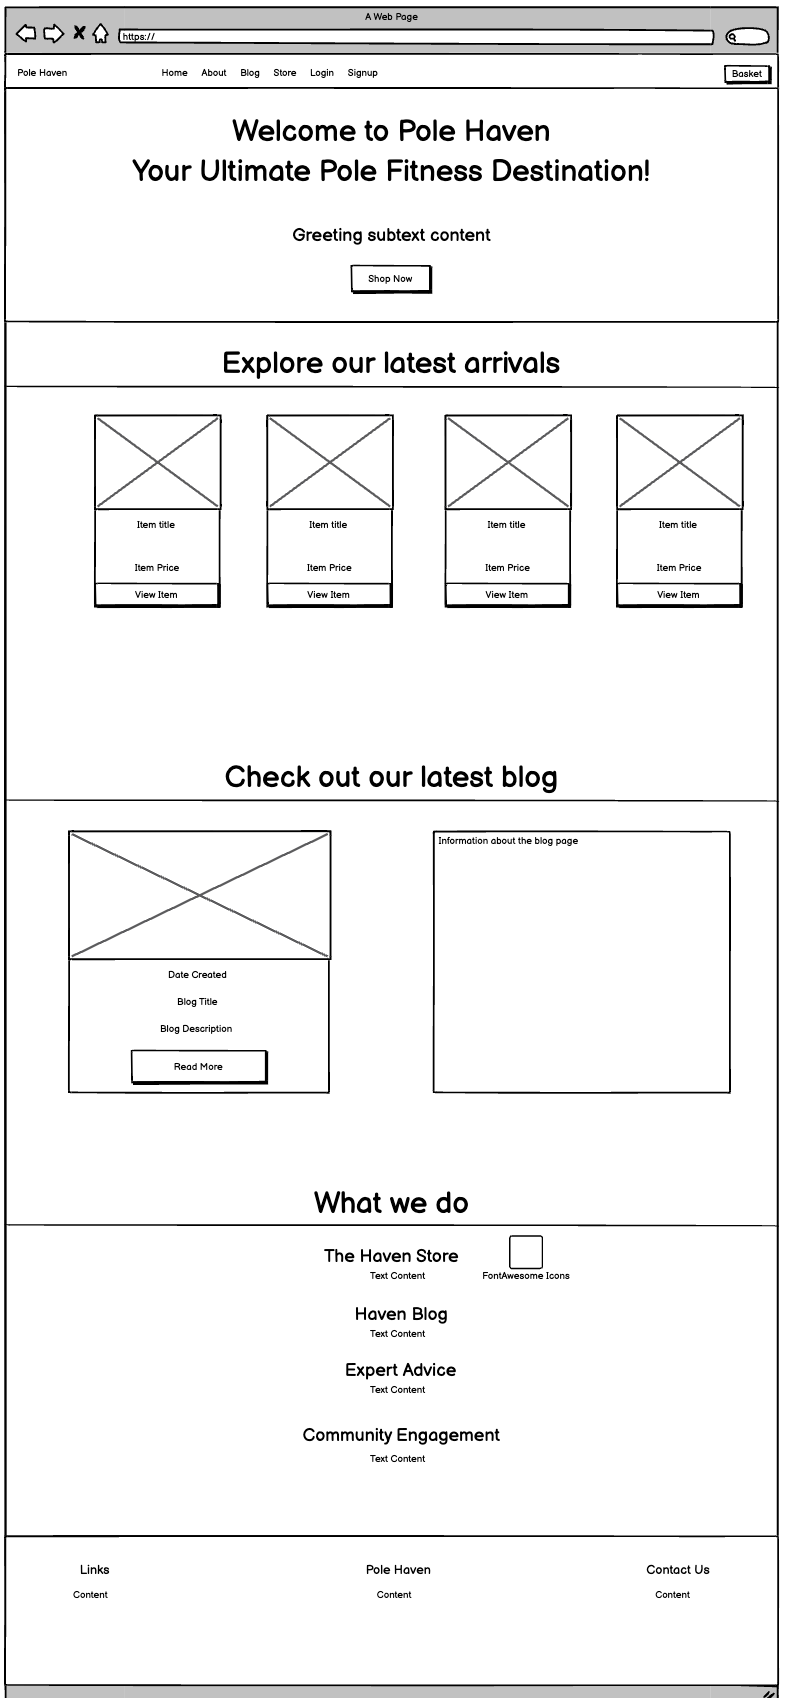 A Web Page
https://
Pole Haven Home About Blog Store Login Signup Basket
Welcome to Pole Haven
Your Ultimate Pole Fitness Destination!
Greeting subtext content
Shop Now
Explore our latest arrivals
Item title Item title Item title Item title
Item Price Item Price Item Price Item Price
View Item View Item View Item View Item
Check out our latest blog
Information about the blog page
Date Created
Blog Title
Blog Description
Read More
What we do
The Haven Store
Text Content FontAwesome Icons
Haven Blog
Text Content
Expert Advice
Text Content
Community Engagement
Text Content
Links Pole Haven Contact Us
Content Content Content